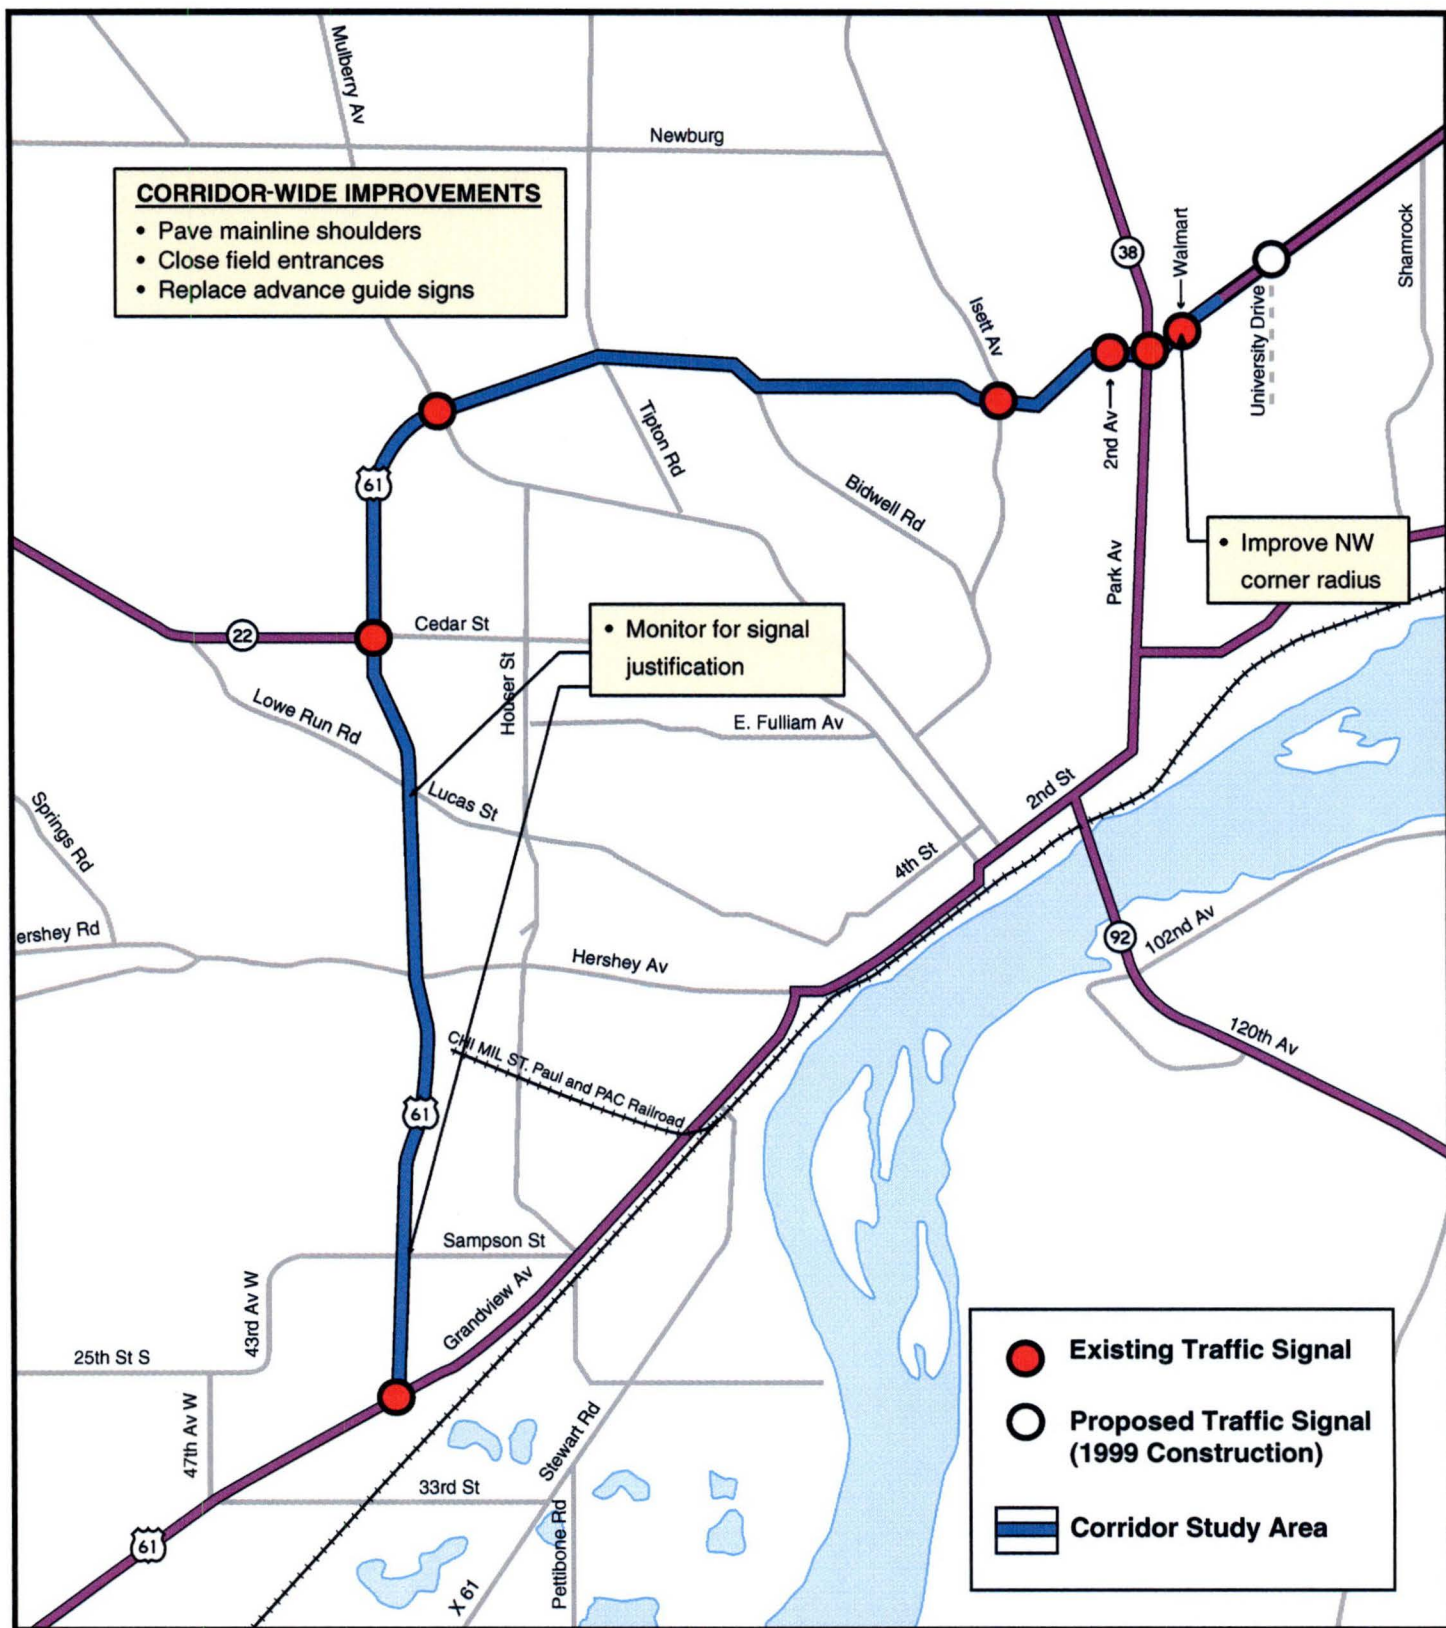 Mulberry Av
Newburg
CORRIDOR-WIDE IMPROVEMENTS
• Pave mainline shoulders
• Close field entrances
• Replace advance guide signs
38
Walmart
Shamrock
University Drive
Isett Av
2nd Av
Tipton Rd
61
Bidwell Rd
Park Av
• Improve NW
corner radius
22
Cedar St
• Monitor for signal
justification
Houser St
Lowe Run Rd
E. Fulliam Av
Lucas St
2nd St
Springs Rd
4th St
ershey Rd
Hershey Av
92
102nd Av
120th Av
CHI MIL ST. Paul and PAC Railroad
61
Sampson St
43rd Av W
Grandview Av
25th St S
47th Av W
Stewart Rd
33rd St
61
X 61
Pettibone Rd
Existing Traffic Signal
Proposed Traffic Signal
(1999 Construction)
Corridor Study Area